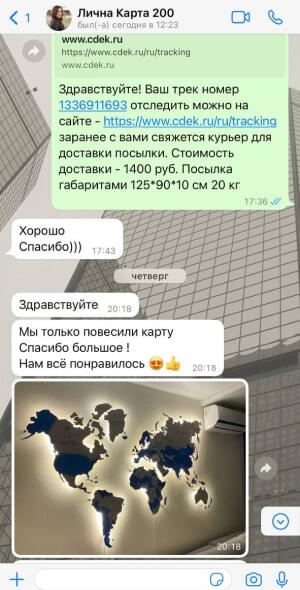 1
Лична Карта 200
был(-а) сегодня в 12:23
www.cdek.ru
https://www.cdek.ru/ru/tracking
www.cdek.ru
Здравствуйте! Ваш трек номер
1336911693 отследить можно на
сайте - https://www.cdek.ru/ru/tracking
заранее с вами свяжется курьер для
доставки посылки. Стоимость
доставки - 1400 руб. Посылка
габаритами 125*90*10 см 20 кг
17:36
Хорошо
Спасибо)))
17:43
четверг
Здравствуйте
20:18
Мы только повесили карту
Спасибо большое !
Нам всё понравилось 😍👍
20:18
20:18